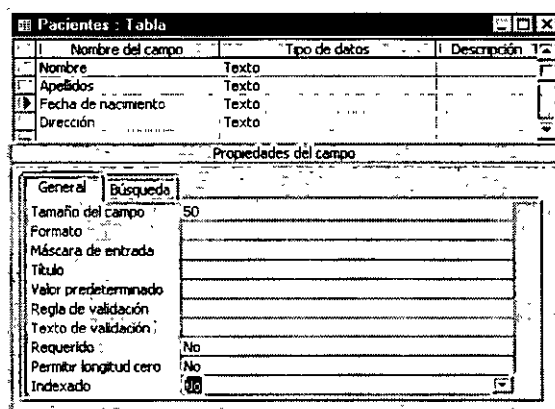 Pacientes : Tabla
Nombre del campo Tipo de datos Descripción
Nombre Texto
Apellidos Texto
Fecha de nacimiento Texto
Dirección Texto
Propiedades del campo
General Búsqueda
Tamaño del campo 50
Formato
Máscara de entrada
Título
Valor predeterminado
Regla de validación
Texto de validación
Requerido No
Permitir longitud cero No
Indexado No